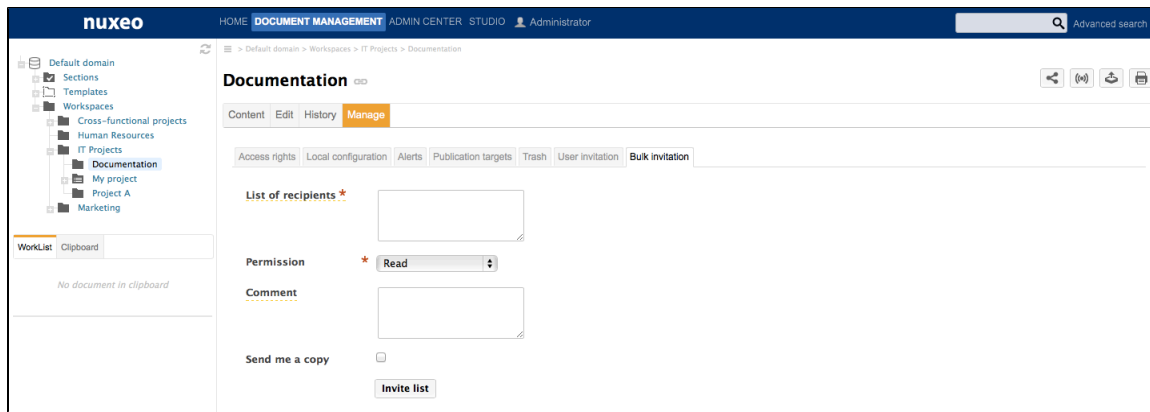 nuxeo
HOME DOCUMENT MANAGEMENT ADMIN CENTER STUDIO Administrator
Advanced search
Default domain
Sections
Templates
Workspaces
Cross-functional projects
Human Resources
IT Projects
Documentation
My project
Project A
Marketing
WorkList Clipboard
No document in clipboard
> Default domain > Workspaces > IT Projects > Documentation
Documentation
Content Edit History Manage
Access rights Local configuration Alerts Publication targets Trash User invitation Bulk invitation
List of recipients *
Permission * Read
Comment
Send me a copy
Invite list